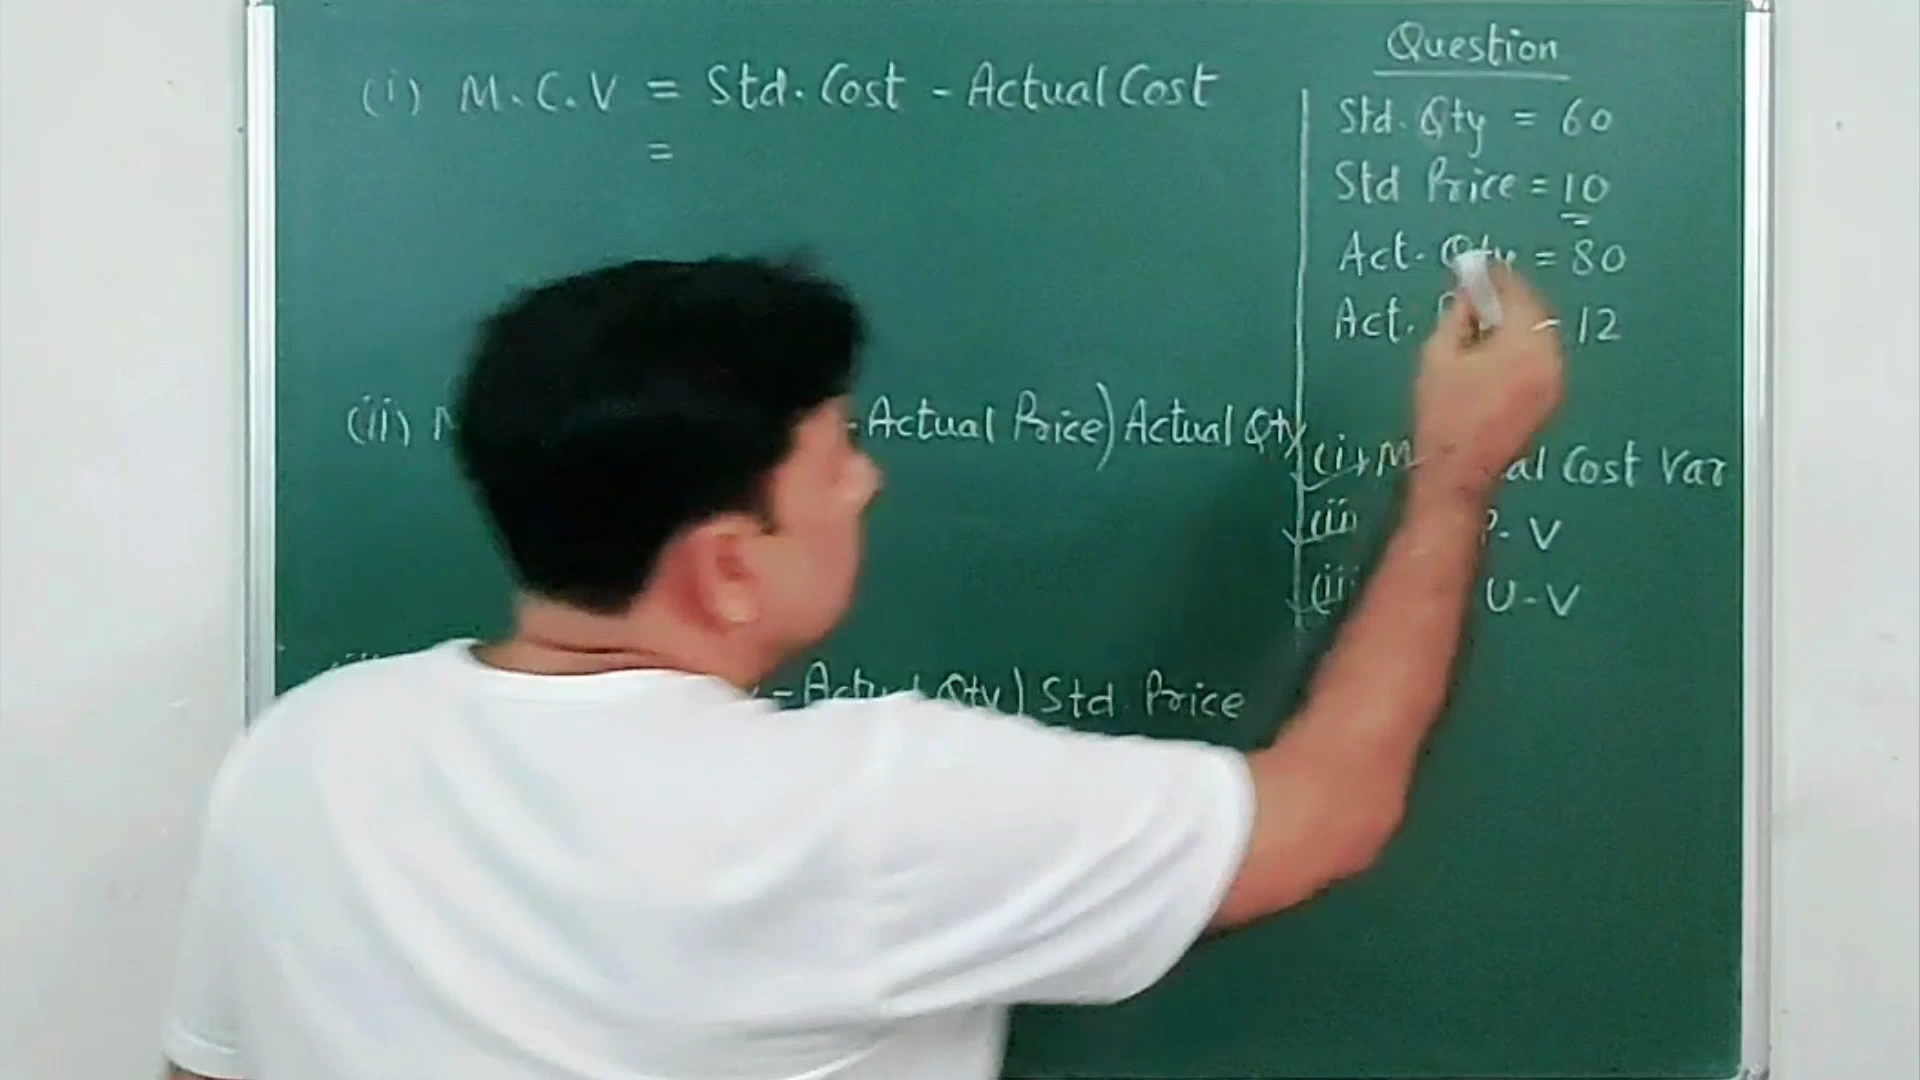 (i) M.C.V = Std. Cost - Actual Cost
=
(ii) - Actual Price) Actual Qty
- Actual Qty) Std. Price
Question
Std. Qty = 60
Std Price = 10
Act. Qty = 80
Act. 12
(i) Cost Var
(ii) P. V
(iii) U-V